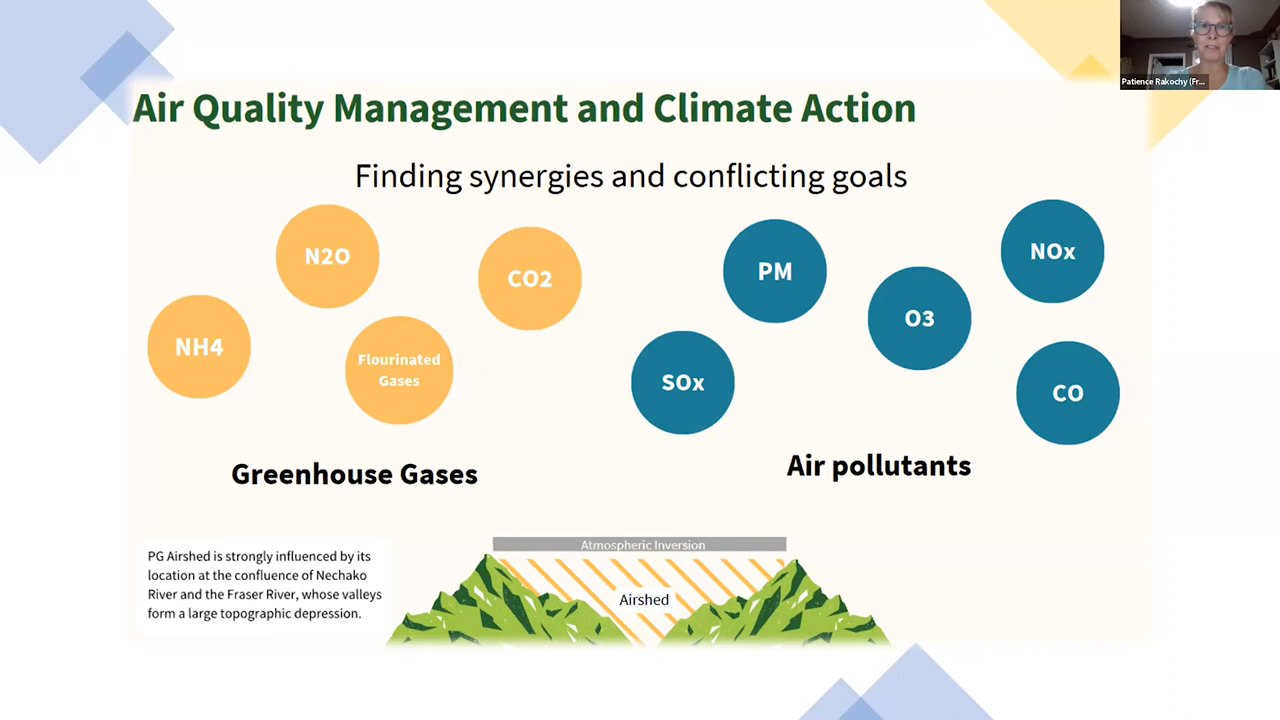 Air Quality Management and Climate Action
Patience Rakochy (Fr...
Finding synergies and conflicting goals
N2O
CO2
NH4
Flourinated
Gases
PM
NOx
O3
SOx
CO
Greenhouse Gases
Air pollutants
PG Airshed is strongly influenced by its
location at the confluence of Nechako
River and the Fraser River, whose valleys
form a large topographic depression.
Atmospheric Inversion
Airshed